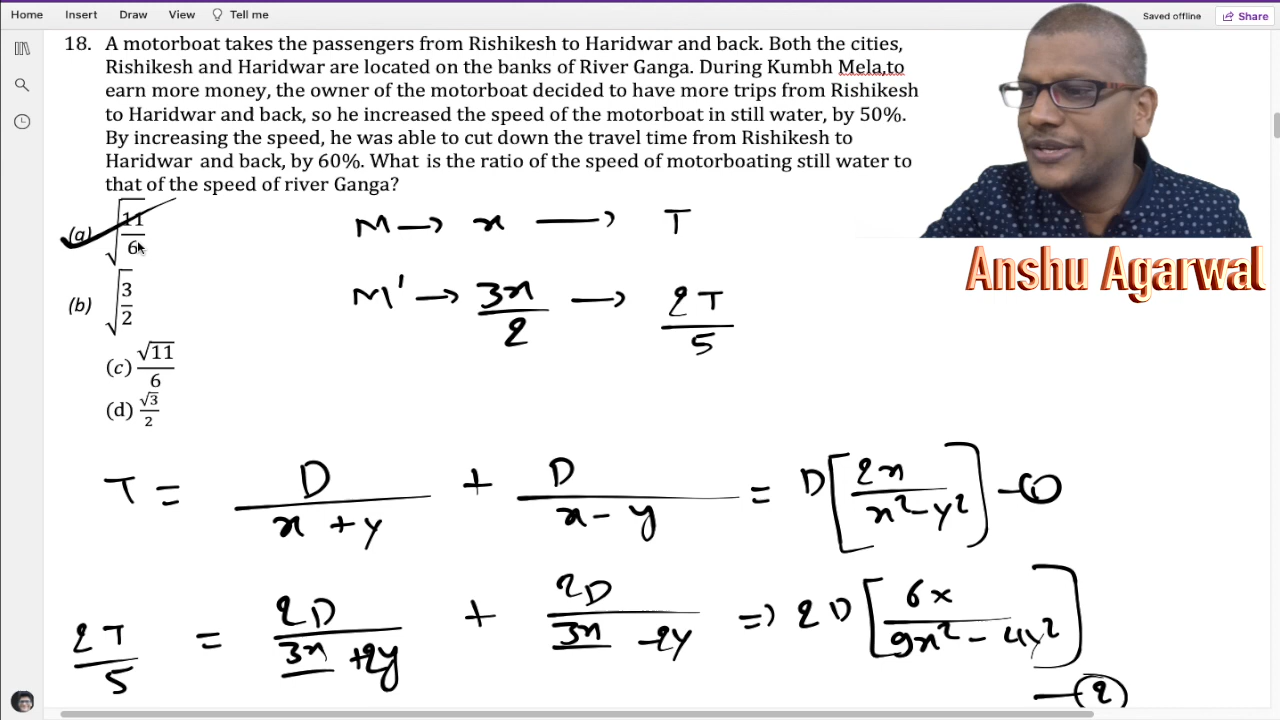 Home Insert Draw View Tell me Saved offline Share
18. A motorboat takes the passengers from Rishikesh to Haridwar and back. Both the cities,
Rishikesh and Haridwar are located on the banks of River Ganga. During Kumbh Mela,to
earn more money, the owner of the motorboat decided to have more trips from Rishikesh
to Haridwar and back, so he increased the speed of the motorboat in still water, by 50%.
By increasing the speed, he was able to cut down the travel time from Rishikesh to
Haridwar and back, by 60%. What is the ratio of the speed of motorboating still water to
that of the speed of river Ganga?
(a) √(11/6)
(b) √(3/2)
(c) √11/6
(d) √3/2
M → x → T
M' → 3x/2 → 2T/5
Anshu Agarwal
T = D/(x + y) + D/(x - y) = D[2x/(x² - y²)] - ①
2T/5 = 2D/(3x + 2y) + 2D/(3x - 2y) => 2D[6x/(9x² - 4y²)]
- ②